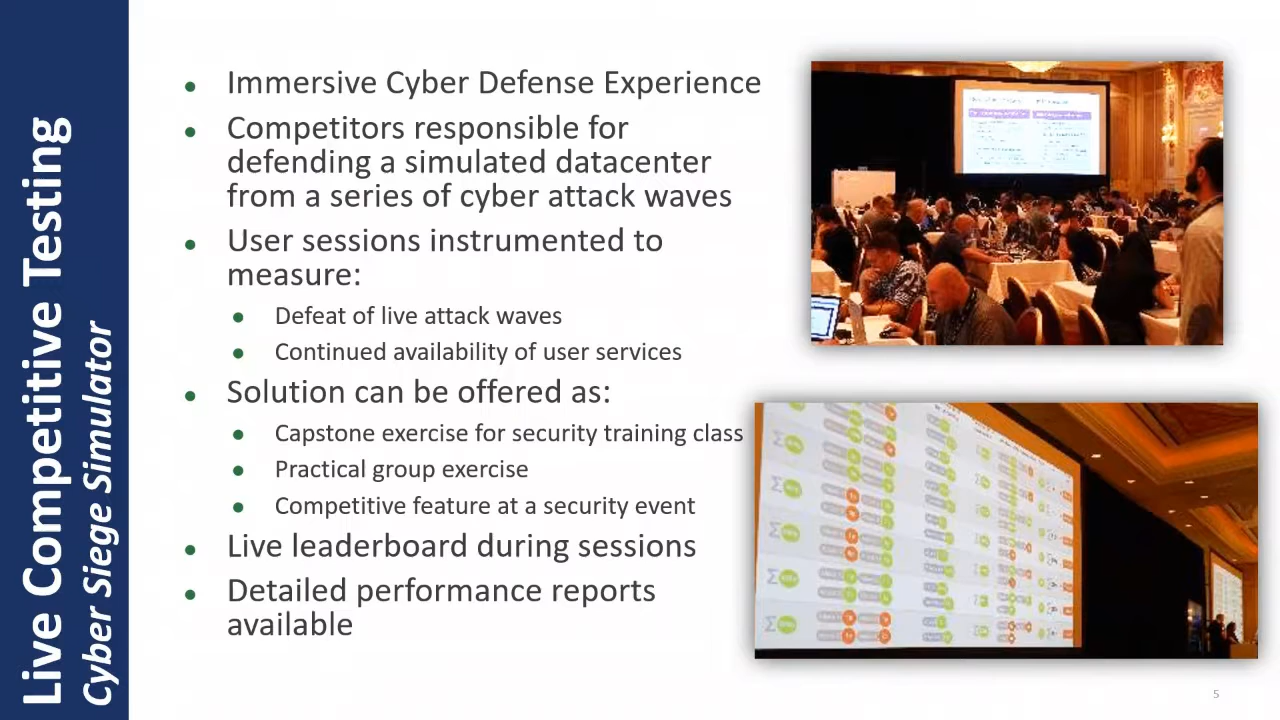 Live Competitive Testing
Cyber Siege Simulator
Immersive Cyber Defense Experience
Competitors responsible for
defending a simulated datacenter
from a series of cyber attack waves
User sessions instrumented to
measure:
Defeat of live attack waves
Continued availability of user services
Solution can be offered as:
Capstone exercise for security training class
Practical group exercise
Competitive feature at a security event
Live leaderboard during sessions
Detailed performance reports
available
5